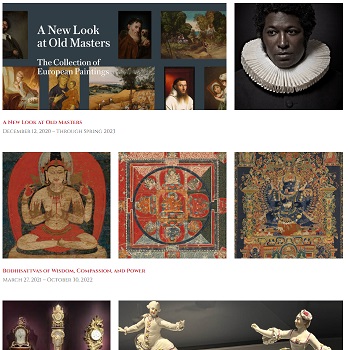 A New Look
at Old Masters
The Collection of
European Paintings
A New Look at Old Masters
December 12, 2020 – through Spring 2023
Bodhisattvas of Wisdom, Compassion, and Power
March 27, 2021 – October 10, 2022